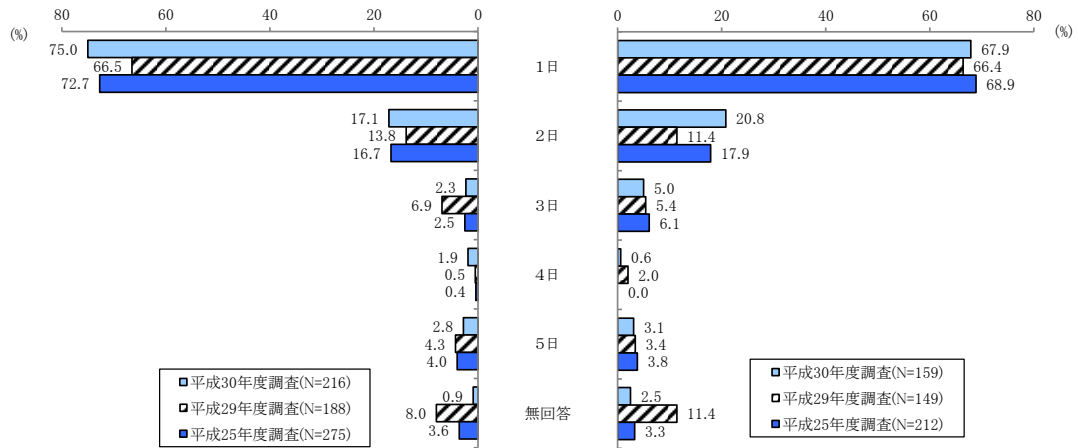 80 60 40 20 0 0 20 40 60 80
(%) (%)
75.0 1日 67.9
66.5 66.4
72.7 68.9
17.1 2日 20.8
13.8 11.4
16.7 17.9
2.3 3日 5.0
6.9 5.4
2.5 6.1
1.9 4日 0.6
0.5 2.0
0.4 0.0
2.8 5日 3.1
4.3 3.4
4.0 3.8
0.9 無回答 2.5
8.0 11.4
3.6 3.3
平成30年度調査(N=216)
平成29年度調査(N=188)
平成25年度調査(N=275)
平成30年度調査(N=159)
平成29年度調査(N=149)
平成25年度調査(N=212)